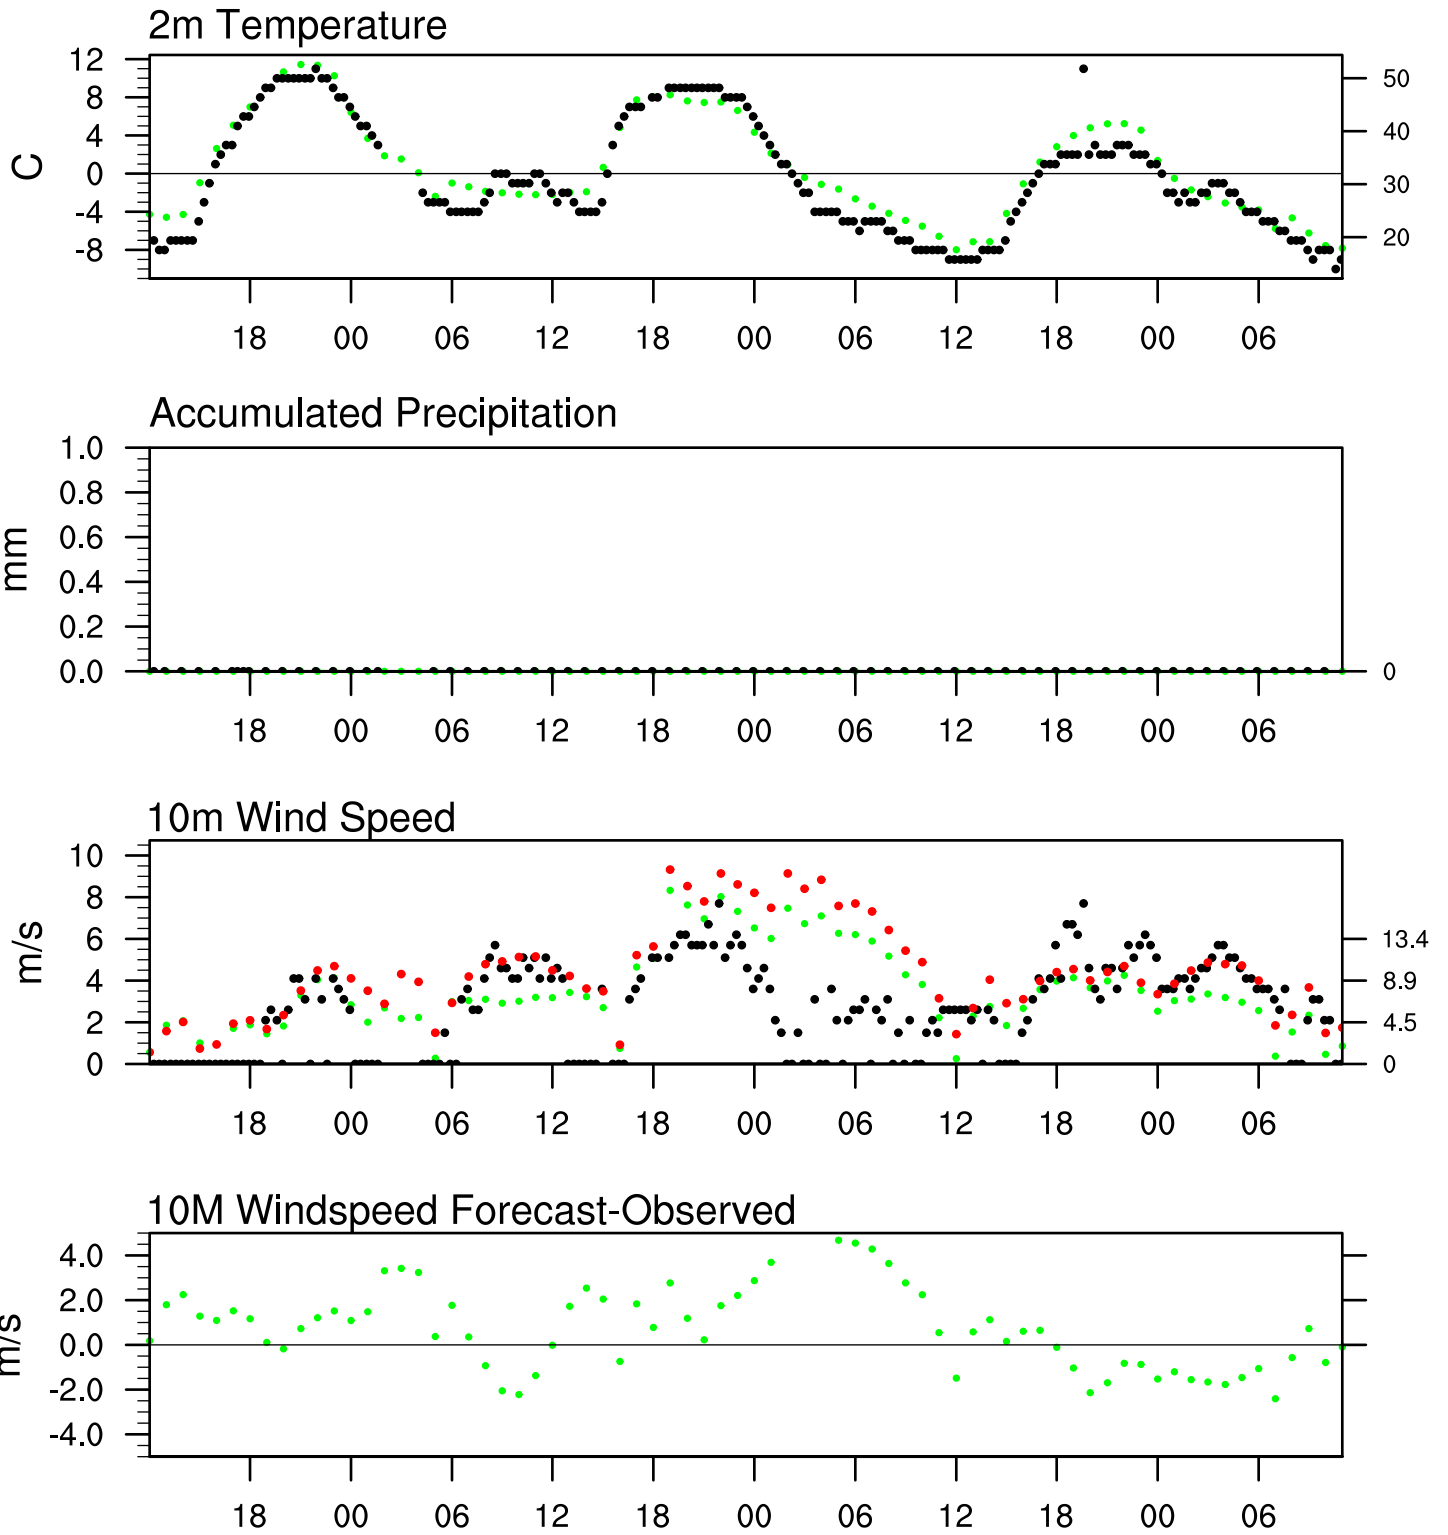 2m Temperature
12
8
4
0
-4
-8
C
50
40
30
20
18 00 06 12 18 00 06 12 18 00 06
Accumulated Precipitation
1.0
0.8
0.6
0.4
0.2
0.0
mm
0
18 00 06 12 18 00 06 12 18 00 06
10m Wind Speed
10
8
6
4
2
0
m/s
13.4
8.9
4.5
0
18 00 06 12 18 00 06 12 18 00 06
10M Windspeed Forecast-Observed
4.0
2.0
0.0
-2.0
-4.0
m/s
18 00 06 12 18 00 06 12 18 00 06